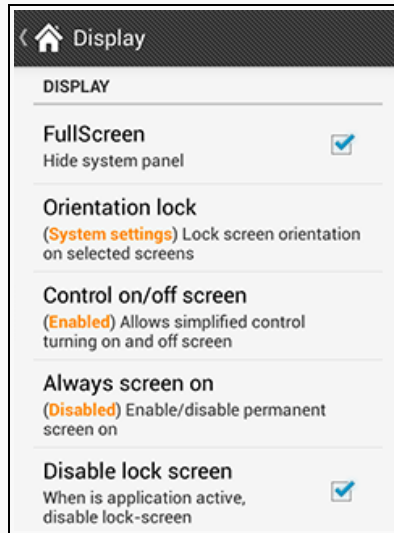 Display
DISPLAY
FullScreen
Hide system panel
Orientation lock
(System settings) Lock screen orientation
on selected screens
Control on/off screen
(Enabled) Allows simplified control
turning on and off screen
Always screen on
(Disabled) Enable/disable permanent
screen on
Disable lock screen
When is application active,
disable lock-screen